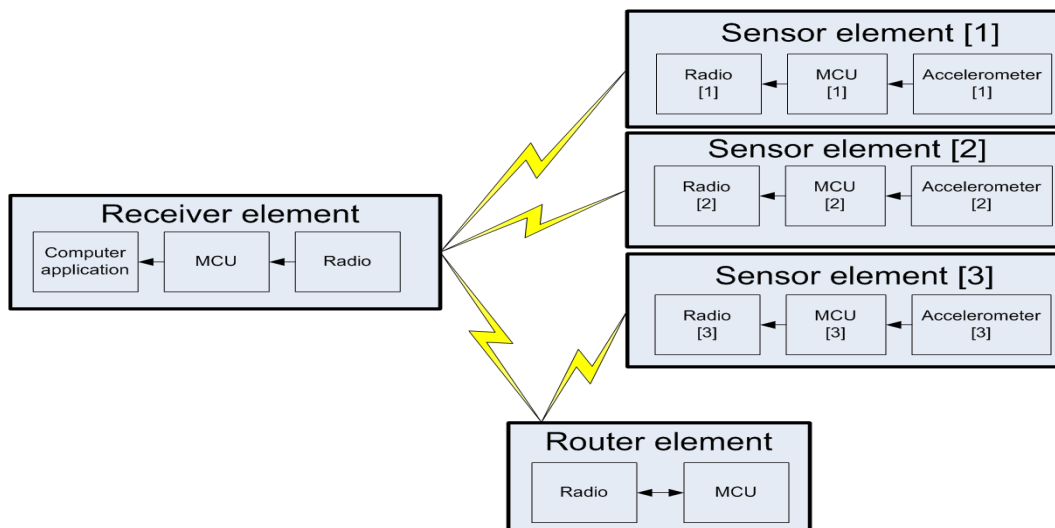 Sensor element [1]
Radio
[1]
MCU
[1]
Accelerometer
[1]
Sensor element [2]
Radio
[2]
MCU
[2]
Accelerometer
[2]
Receiver element
Computer
application
MCU
Radio
Sensor element [3]
Radio
[3]
MCU
[3]
Accelerometer
[3]
Router element
Radio
MCU